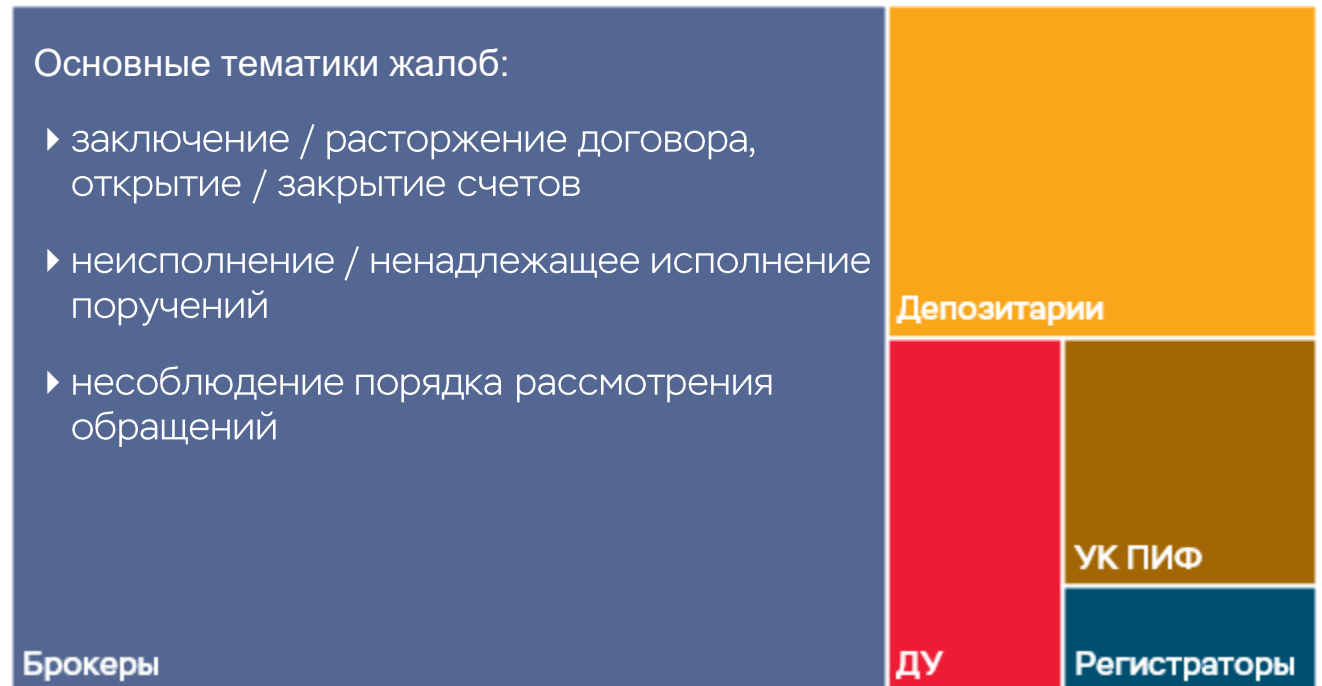 Основные тематики жалоб:
заключение / расторжение договора,
открытие / закрытие счетов
неисполнение / ненадлежащее исполнение
поручений
несоблюдение порядка рассмотрения
обращений
Брокеры
Депозитарии
ДУ
УК ПИФ
Регистраторы